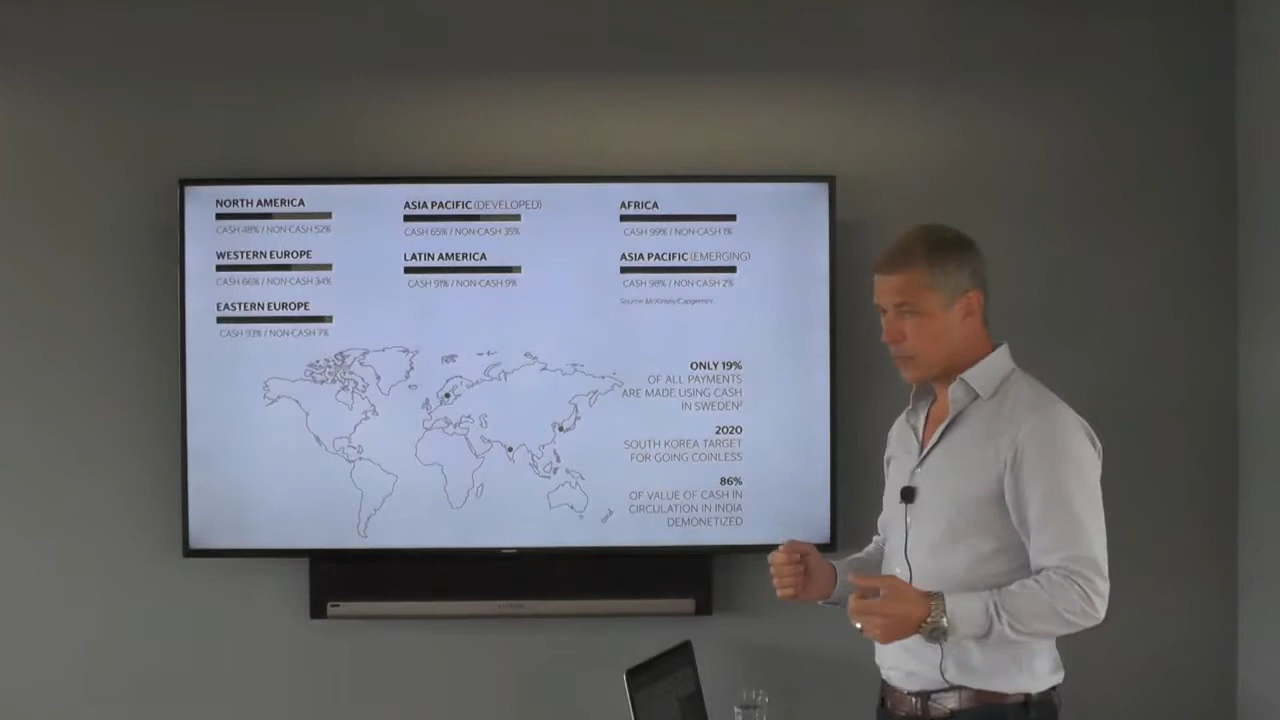 NORTH AMERICA
CASH 48% / NON-CASH 52%
WESTERN EUROPE
CASH 66% / NON-CASH 34%
EASTERN EUROPE
CASH 93% / NON-CASH 7%
ASIA PACIFIC (DEVELOPED)
CASH 65% / NON-CASH 35%
LATIN AMERICA
CASH 91% / NON-CASH 9%
AFRICA
CASH 99% / NON-CASH 1%
ASIA PACIFIC (EMERGING)
CASH 98% / NON-CASH 2%
Source: McKinsey/Capgemini
ONLY 19%
OF ALL PAYMENTS
ARE MADE USING CASH
IN SWEDEN
2020
SOUTH KOREA TARGET
FOR GOING COINLESS
86%
OF VALUE OF CASH IN
CIRCULATION IN INDIA
DEMONETIZED